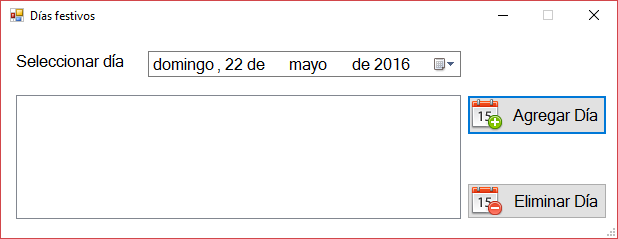 Días festivos
Seleccionar día
domingo , 22 de mayo de 2016
15 Agregar Día
15 Eliminar Día